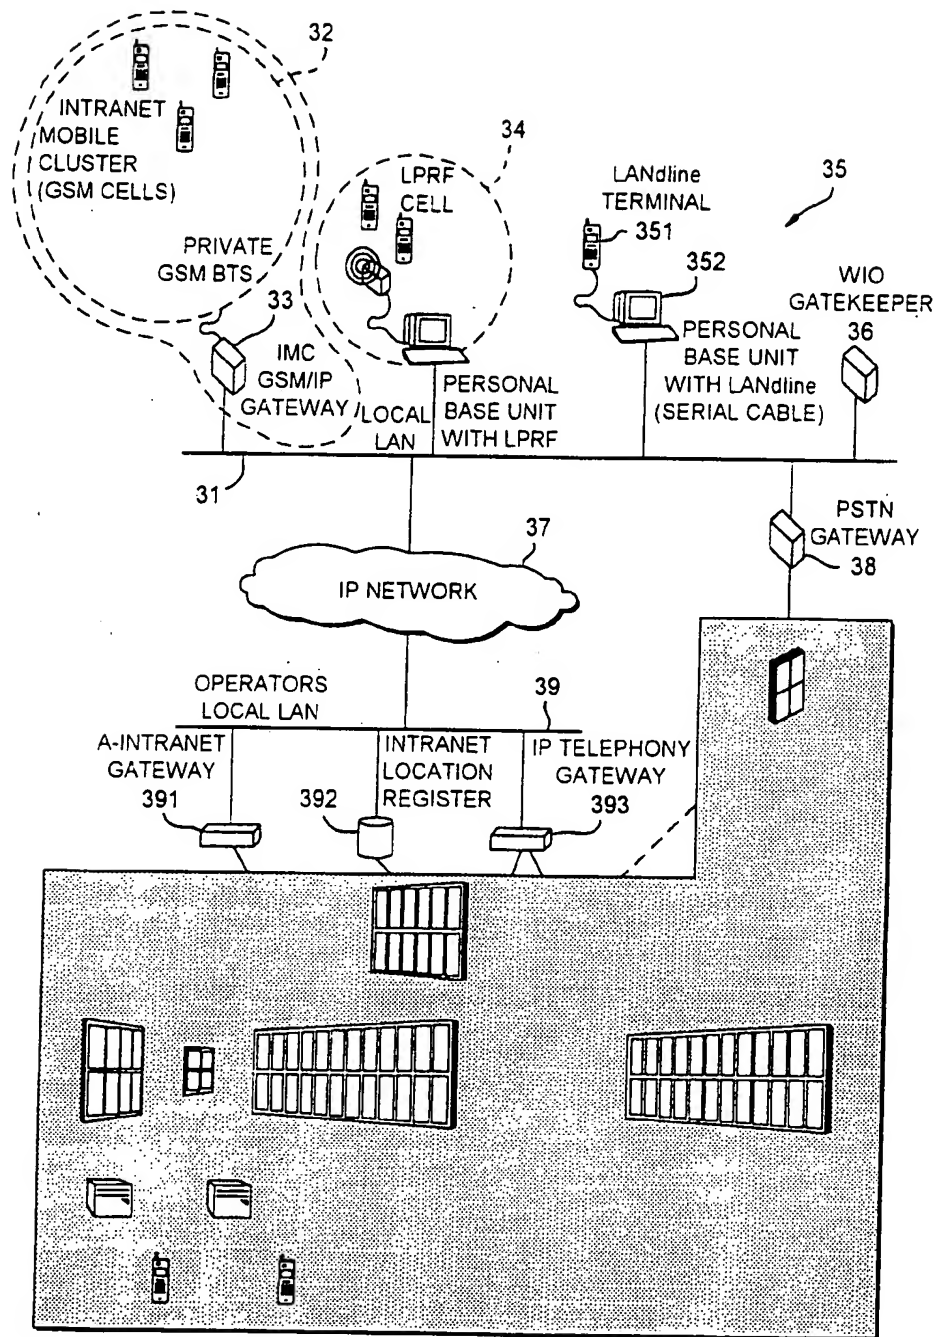 32
INTRANET
MOBILE
CLUSTER
(GSM CELLS)
34
LPRF
CELL
LANdline
TERMINAL
35
351
352
PRIVATE
GSM BTS
33
WIO
GATEKEEPER
36
IMC
GSM/IP
GATEWAY
LOCAL
LAN
PERSONAL
BASE UNIT
WITH LPRF
PERSONAL
BASE UNIT
WITH LANdline
(SERIAL CABLE)
31
PSTN
GATEWAY
38
37
IP NETWORK
OPERATORS
LOCAL LAN
39
A-INTRANET
GATEWAY
391
INTRANET
LOCATION
REGISTER
392
IP TELEPHONY
GATEWAY
393